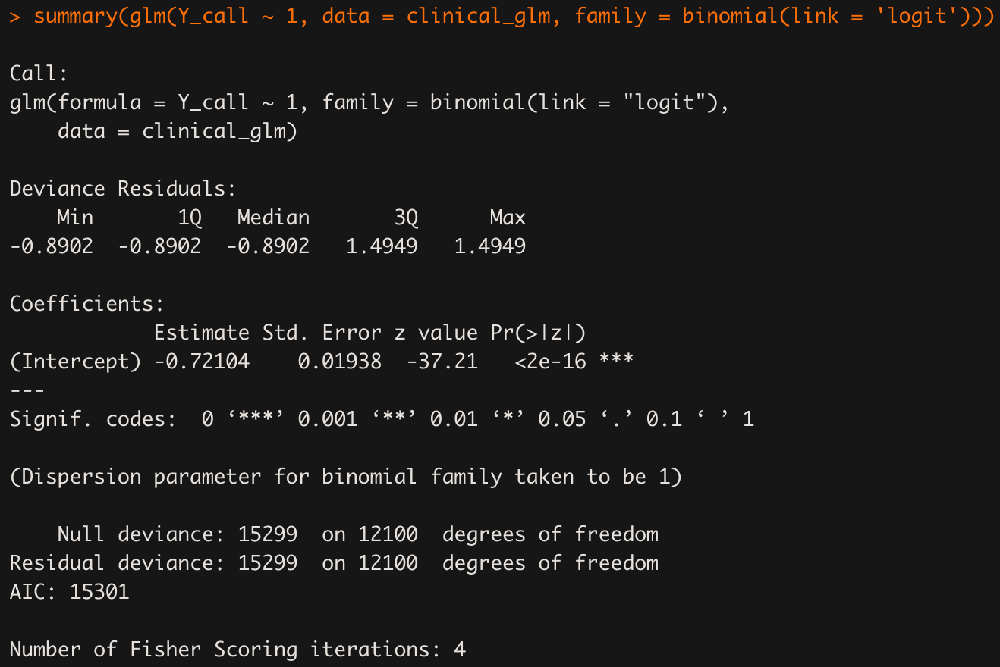 > summary(glm(Y_call ~ 1, data = clinical_glm, family = binomial(link = 'logit')))

Call:
glm(formula = Y_call ~ 1, family = binomial(link = "logit"),
    data = clinical_glm)

Deviance Residuals:
    Min       1Q   Median       3Q      Max
-0.8902  -0.8902  -0.8902   1.4949   1.4949

Coefficients:
            Estimate Std. Error z value Pr(>|z|)
(Intercept) -0.72104    0.01938  -37.21   <2e-16 ***
---
Signif. codes:  0 ‘***’ 0.001 ‘**’ 0.01 ‘*’ 0.05 ‘.’ 0.1 ‘ ’ 1

(Dispersion parameter for binomial family taken to be 1)

    Null deviance: 15299  on 12100  degrees of freedom
Residual deviance: 15299  on 12100  degrees of freedom
AIC: 15301

Number of Fisher Scoring iterations: 4